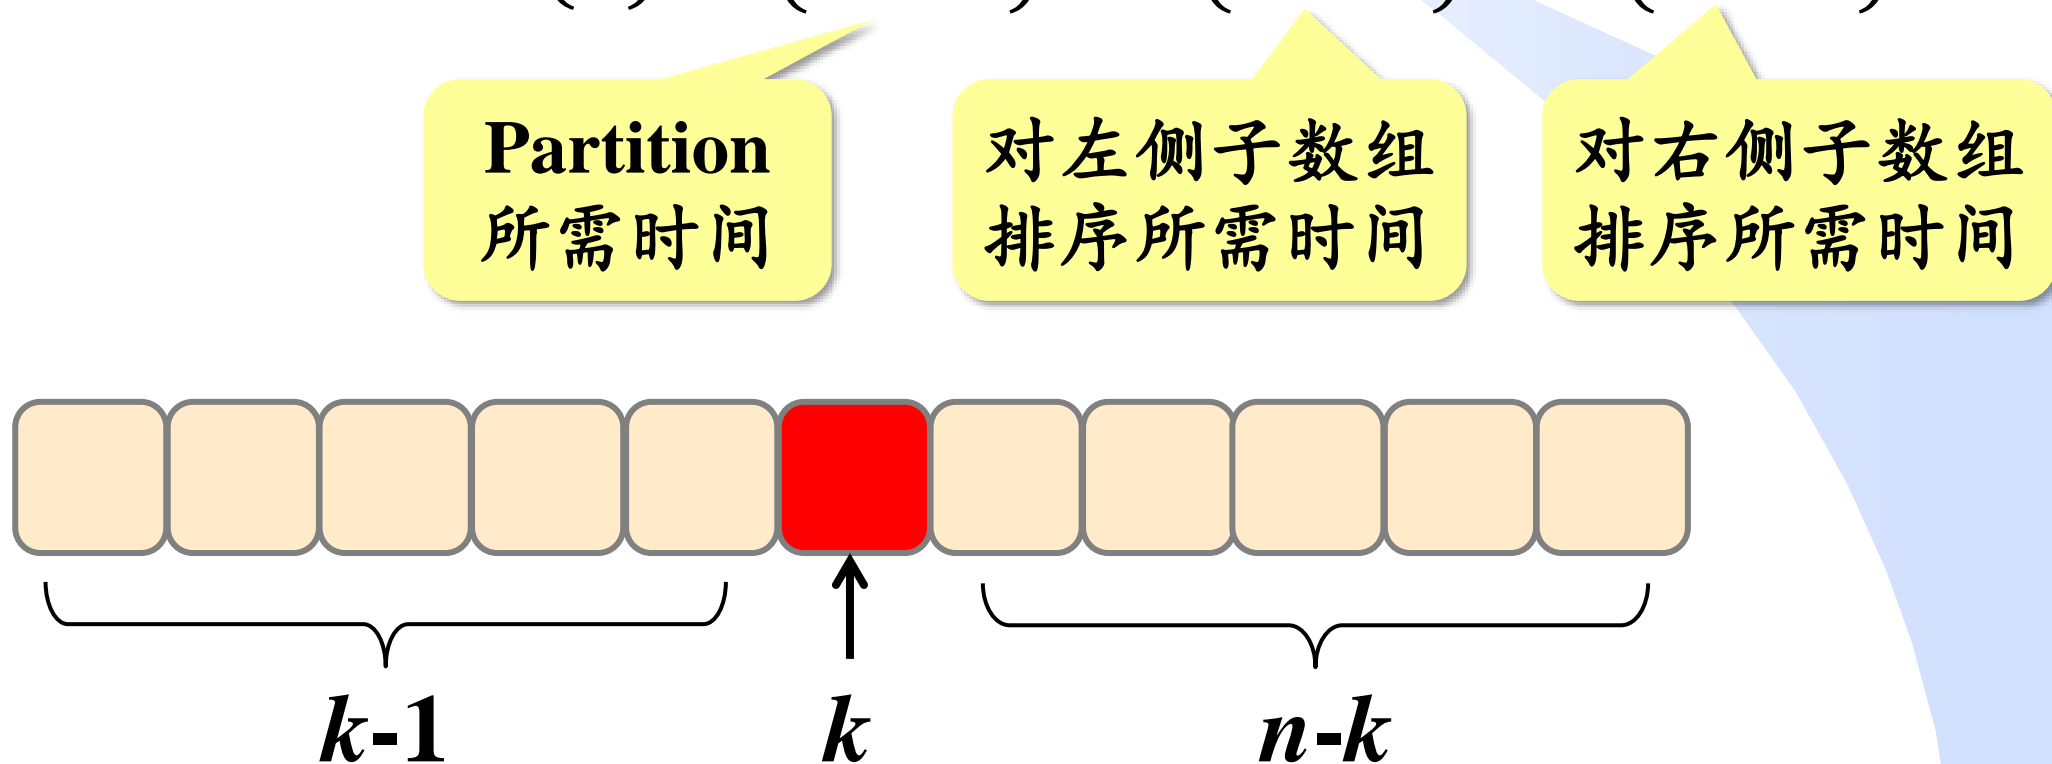 Partition
所需时间
对左侧子数组
排序所需时间
对右侧子数组
排序所需时间
k-1
k
n-k